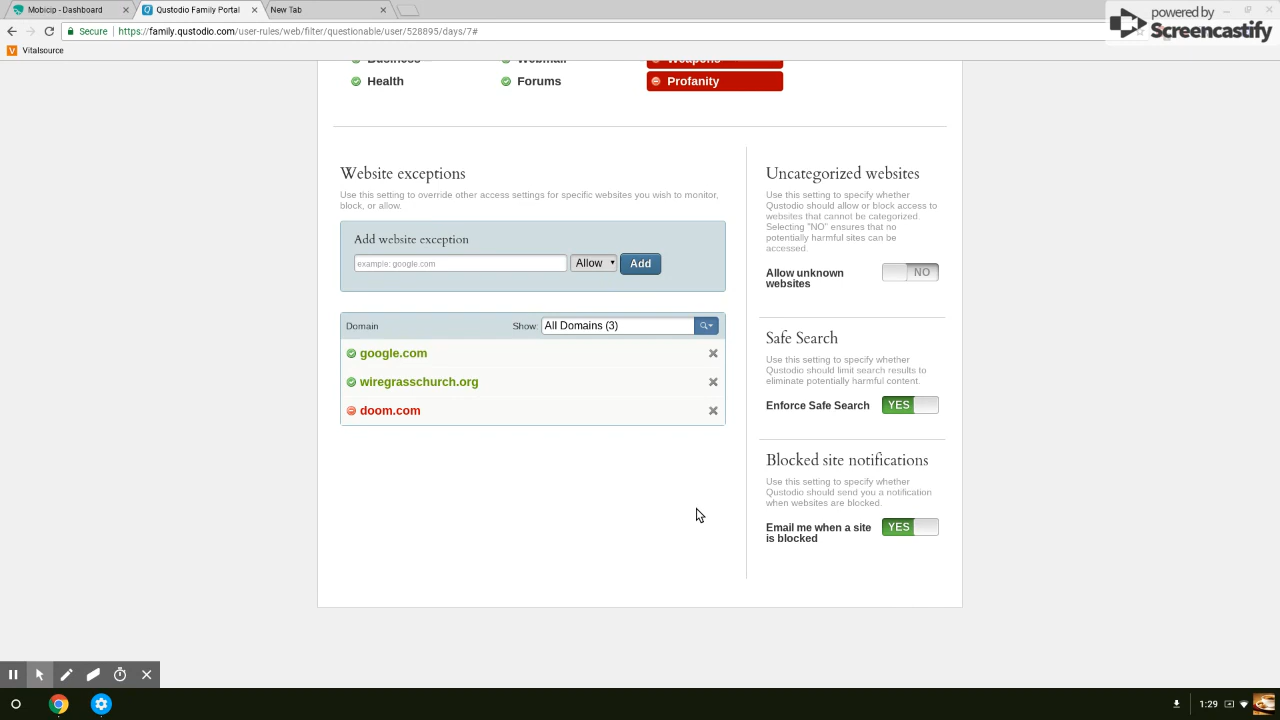 Mobicip - Dashboard
Qustodio Family Portal
New Tab
powered by
Screencastify
Secure
https://family.qustodio.com/user-rules/web/filter/questionable/user/528895/days/7#
Vitalsource
Business
Webmail
Weapons
Health
Forums
Profanity
Website exceptions
Use this setting to override other access settings for specific websites you wish to monitor,
block, or allow.
Add website exception
example: google.com
Allow
Add
Domain
Show:
All Domains (3)
google.com
wiregrasschurch.org
doom.com
Uncategorized websites
Use this setting to specify whether
Qustodio should allow or block access to
websites that cannot be categorized.
Selecting "NO" ensures that no
potentially harmful sites can be
accessed.
Allow unknown
websites
NO
Safe Search
Use this setting to specify whether
Qustodio should limit search results to
eliminate potentially harmful content.
Enforce Safe Search
YES
Blocked site notifications
Use this setting to specify whether
Qustodio should send you a notification
when websites are blocked.
Email me when a site
is blocked
YES
1:29